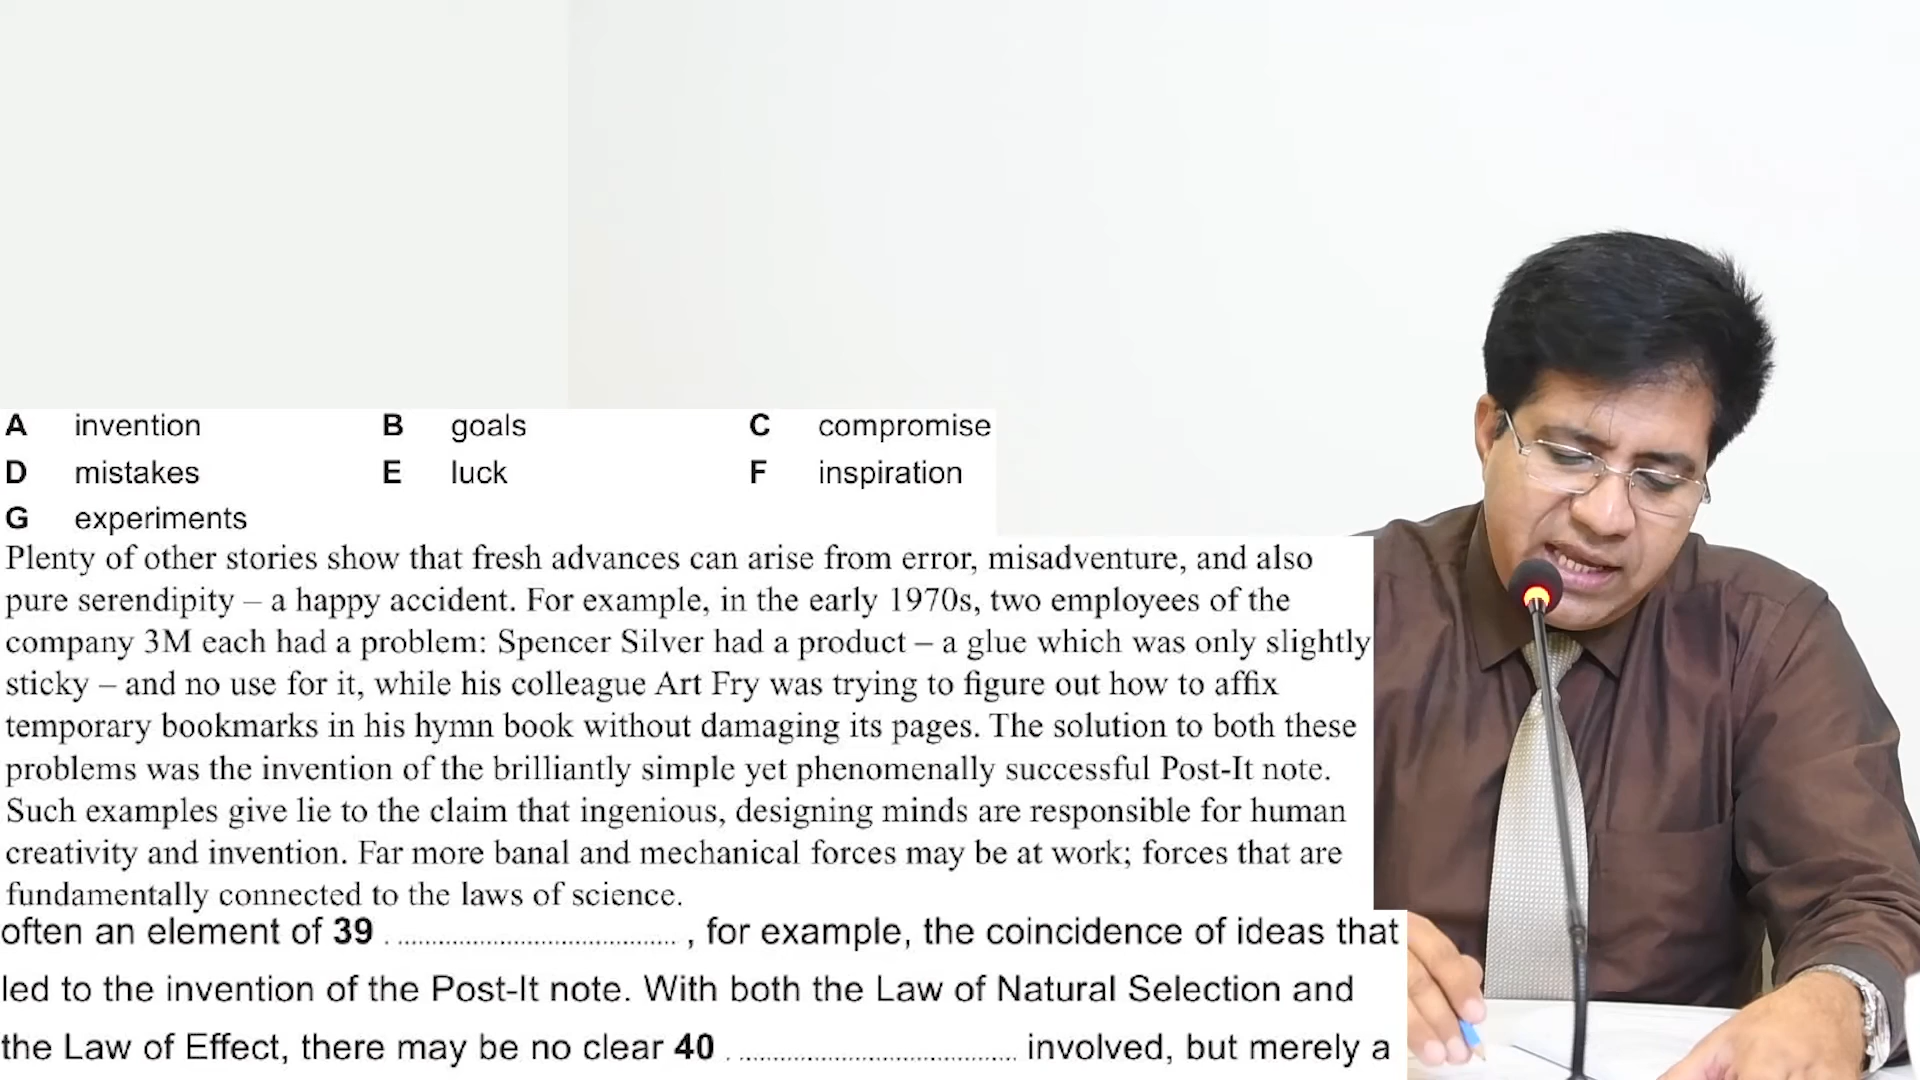 A invention B goals C compromise
D mistakes E luck F inspiration
G experiments
Plenty of other stories show that fresh advances can arise from error, misadventure, and also
pure serendipity – a happy accident. For example, in the early 1970s, two employees of the
company 3M each had a problem: Spencer Silver had a product – a glue which was only slightly
sticky – and no use for it, while his colleague Art Fry was trying to figure out how to affix
temporary bookmarks in his hymn book without damaging its pages. The solution to both these
problems was the invention of the brilliantly simple yet phenomenally successful Post-It note.
Such examples give lie to the claim that ingenious, designing minds are responsible for human
creativity and invention. Far more banal and mechanical forces may be at work; forces that are
fundamentally connected to the laws of science.
often an element of 39 ........................................ , for example, the coincidence of ideas that
led to the invention of the Post-It note. With both the Law of Natural Selection and
the Law of Effect, there may be no clear 40 ........................................ involved, but merely a